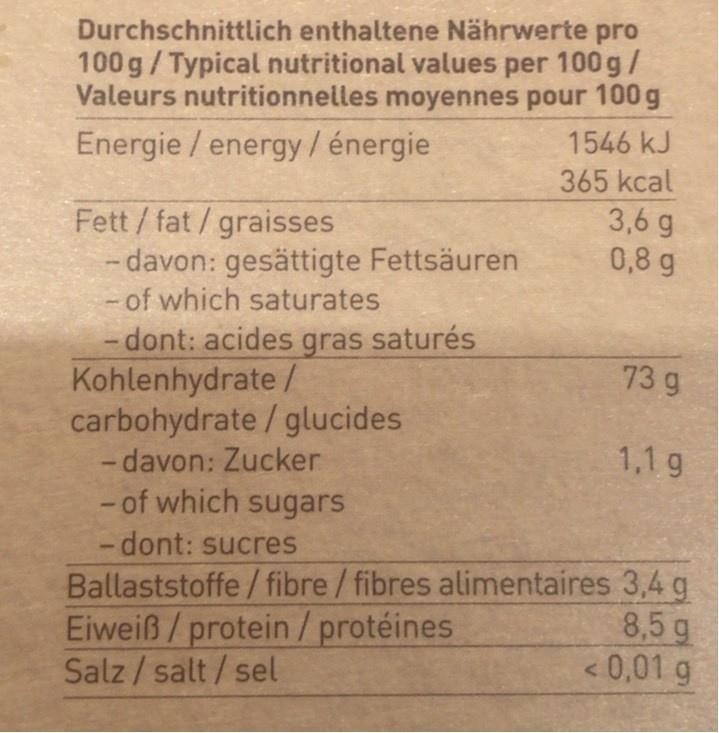 Durchschnittlich enthaltene Nährwerte pro
100 g / Typical nutritional values per 100 g /
Valeurs nutritionnelles moyennes pour 100 g
Energie / energy / énergie 1546 kJ
365 kcal
Fett / fat / graisses 3,6 g
- davon: gesättigte Fettsäuren 0,8 g
- of which saturates
- dont: acides gras saturés
Kohlenhydrate / 73 g
carbohydrate / glucides
- davon: Zucker 1,1 g
- of which sugars
- dont: sucres
Ballaststoffe / fibre / fibres alimentaires 3,4 g
Eiweiß / protein / protéines 8,5 g
Salz / salt / sel < 0,01 g